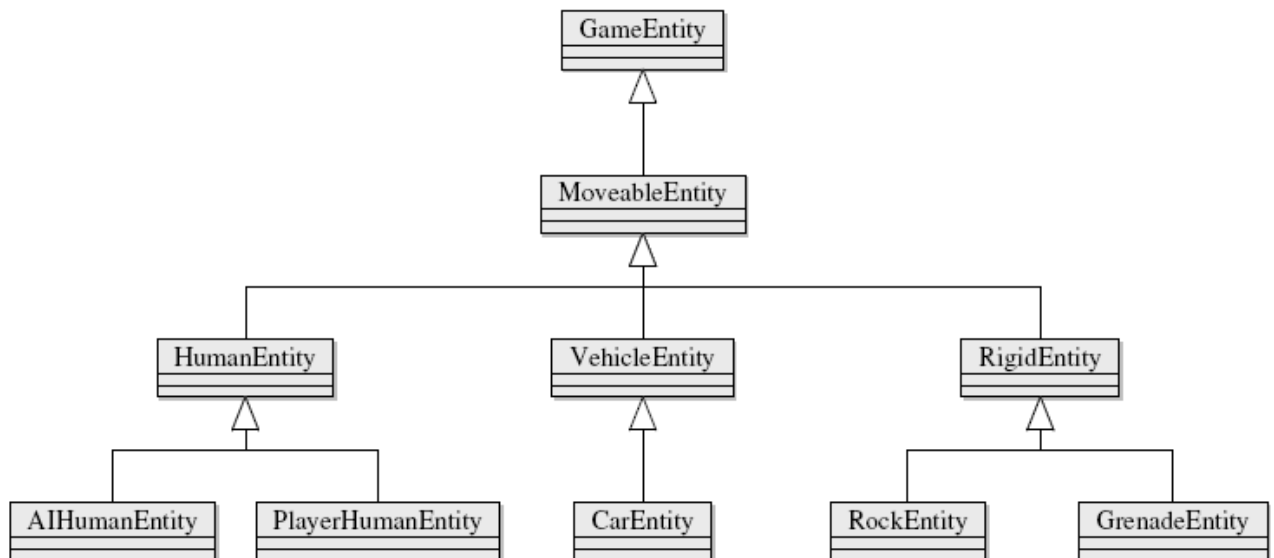 GameEntity
MoveableEntity
HumanEntity
VehicleEntity
RigidEntity
AIHumanEntity
PlayerHumanEntity
CarEntity
RockEntity
GrenadeEntity